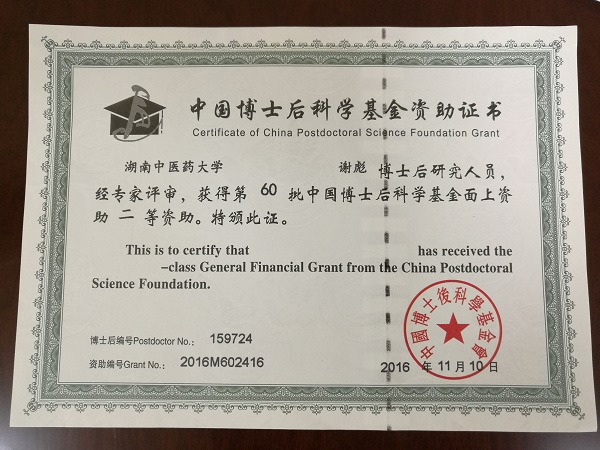 中国博士后科学基金资助证书
Certificate of China Postdoctoral Science Foundation Grant
湖南中医药大学 谢彪 博士后研究人员，
经专家评审，获得第 60 批中国博士后科学基金面上资
助 二 等资助。特颁此证。
This is to certify that has received the
-class General Financial Grant from the China Postdoctoral
Science Foundation.
中國博士後科學基金會
博士后编号Postdoctor No.: 159724
资助编号Grant No.: 2016M602416
2016 年 11 月 10 日